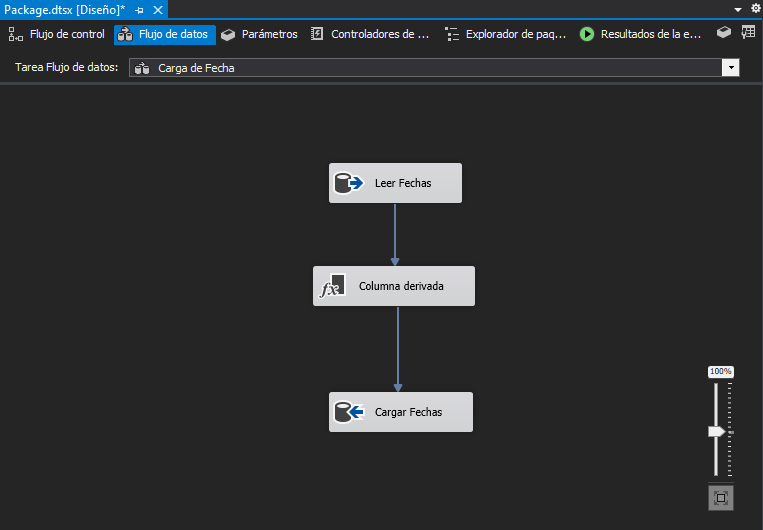 Package.dtsx [Diseño]*
Flujo de control Flujo de datos Parámetros Controladores de ... Explorador de paq... Resultados de la e...
Tarea Flujo de datos: Carga de Fecha
Leer Fechas
fx Columna derivada
100%
Cargar Fechas